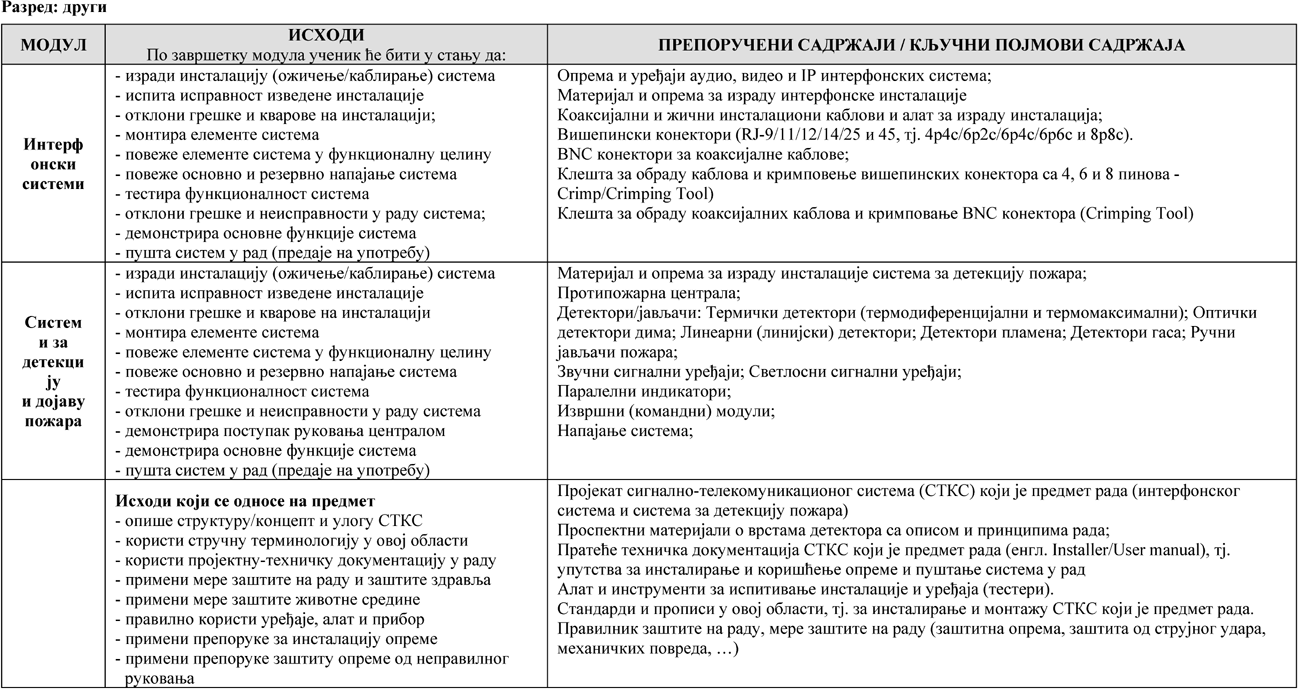 Разред: други
МОДУЛ
ИСХОДИ
По завршетку модула ученик ће бити у стању да:
ПРЕПОРУЧЕНИ САДРЖАЈИ / КЉУЧНИ ПОЈМОВИ САДРЖАЈА
Интерф
онски
системи
- изради инсталацију (ожичење/каблирање) система
- испита исправност изведене инсталације
- отклони грешке и кварове на инсталацији;
- монтира елементе система
- повеже елементе система у функционалну целину
- повеже основно и резервно напајање система
- тестира функционалност система
- отклони грешке и неисправности у раду система;
- демонстрира основне функције система
- пушта систем у рад (предаје на употребу)
Опрема и уређаји аудио, видео и IP интерфонских система;
Материјал и опрема за израду интерфонске инсталације
Коаксијални и жични инсталациони каблови и алат за израду инсталација;
Вишепински конектори (RJ-9/11/12/14/25 и 45, тј. 4p4c/6p2c/6p4c/6p6c и 8p8c).
BNC конектори за коаксијалне каблове;
Клешта за обраду каблова и кримповење вишепинских конектора са 4, 6 и 8 пинова -
Crimp/Crimping Tool)
Клешта за обраду коаксијалних каблова и кримповање BNC конектора (Crimping Tool)
Систем
и за
детекци
ју
и дојаву
пожара
- изради инсталацију (ожичење/каблирање) система
- испита исправност изведене инсталације
- отклони грешке и кварове на инсталацији
- монтира елементе система
- повеже елементе система у функционалну целину
- повеже основно и резервно напајање система
- тестира функционалност система
- отклони грешке и неисправности у раду система
- демонстрира поступак руковања централом
- демонстрира основне функције система
- пушта систем у рад (предаје на употребу)
Материјал и опрема за израду инсталације система за детекцију пожара;
Протипожарна централа;
Детектори/јављачи: Термички детектори (термодиференцијални и термомаксимални); Оптички
детектори дима; Линеарни (линијски) детектори; Детектори пламена; Детектори гаса; Ручни
јављачи пожара;
Звучни сигнални уређаји; Светлосни сигнални уређаји;
Паралелни индикатори;
Извршни (командни) модули;
Напајање система;
Исходи који се односе на предмет
- опише структуру/концепт и улогу СТКС
- користи стручну терминологију у овој области
- користи пројектну-техничку документацију у раду
- примени мере заштите на раду и заштите здравља
- примени мере заштите животне средине
- правилно користи уређаје, алат и прибор
- примени препоруке за инсталацију опреме
- примени препоруке заштиту опреме од неправилног
руковања
Пројекат сигнално-телекомуникационог система (СТКС) који је предмет рада (интерфонског
система и система за детекцију пожара)
Проспектни материјали о врстама детектора са описом и принципима рада;
Пратеће техничка документација СТКС који је предмет рада (енгл. Installer/User manual), тј.
упутства за инсталирање и коришћење опреме и пуштање система у рад
Алат и инструменти за испитивање инсталације и уређаја (тестери).
Стандарди и прописи у овој области, тј. за инсталирање и монтажу СТКС који је предмет рада.
Правилник заштите на раду, мере заштите на раду (заштитна опрема, заштита од струјног удара,
механичких повреда, …)